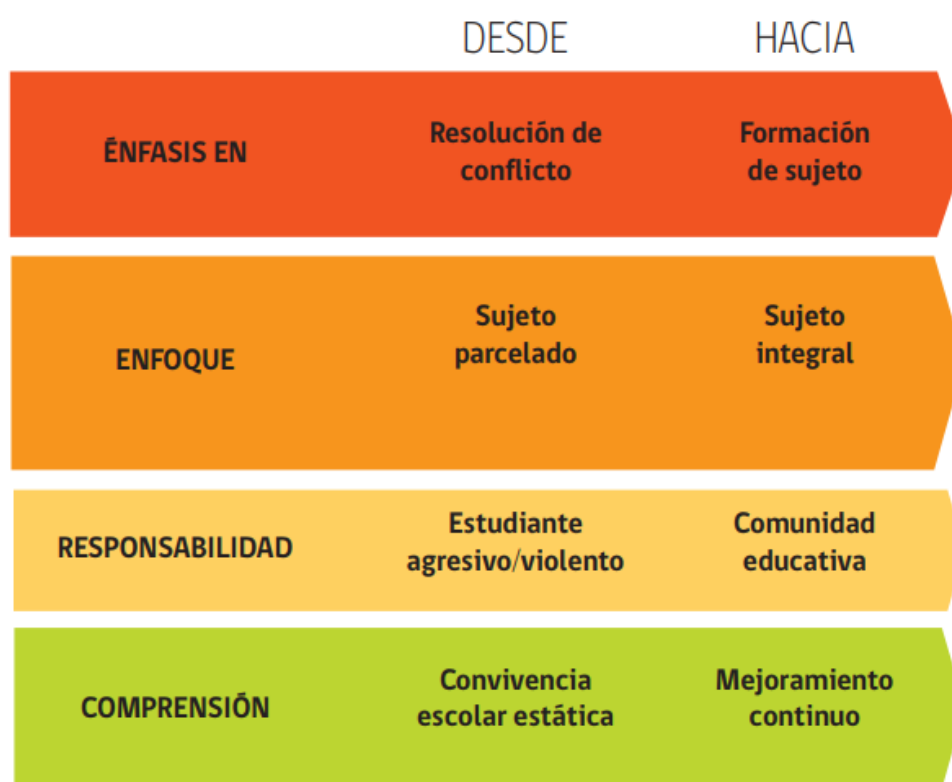 DESDE HACIA
ÉNFASIS EN
Resolución de
conflicto
Formación
de sujeto
ENFOQUE
Sujeto
parcelado
Sujeto
integral
RESPONSABILIDAD
Estudiante
agresivo/violento
Comunidad
educativa
COMPRENSIÓN
Convivencia
escolar estática
Mejoramiento
continuo